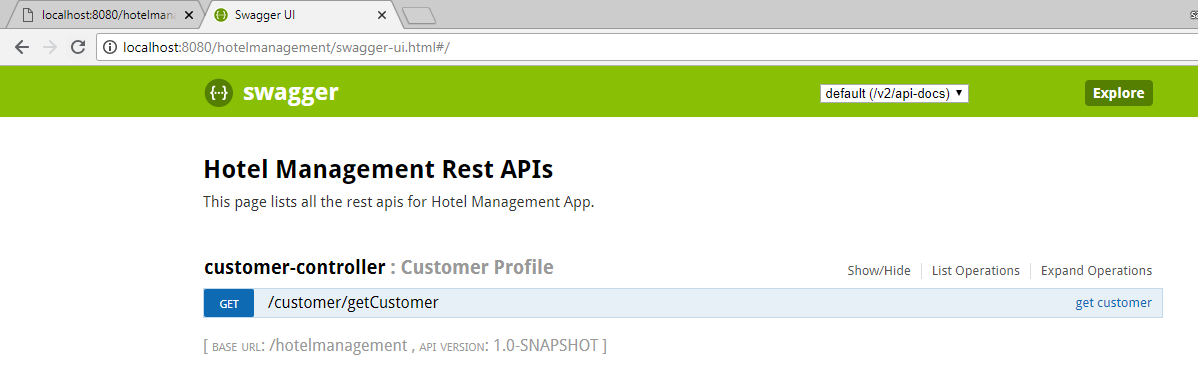 localhost:8080/hotelmana
Swagger UI
localhost:8080/hotelmanagement/swagger-ui.html#/
{··} swagger
default (/v2/api-docs)
Explore
Hotel Management Rest APIs
This page lists all the rest apis for Hotel Management App.
customer-controller : Customer Profile
Show/Hide
List Operations
Expand Operations
GET
/customer/getCustomer
get customer
[ BASE URL: /hotelmanagement , API VERSION: 1.0-SNAPSHOT ]